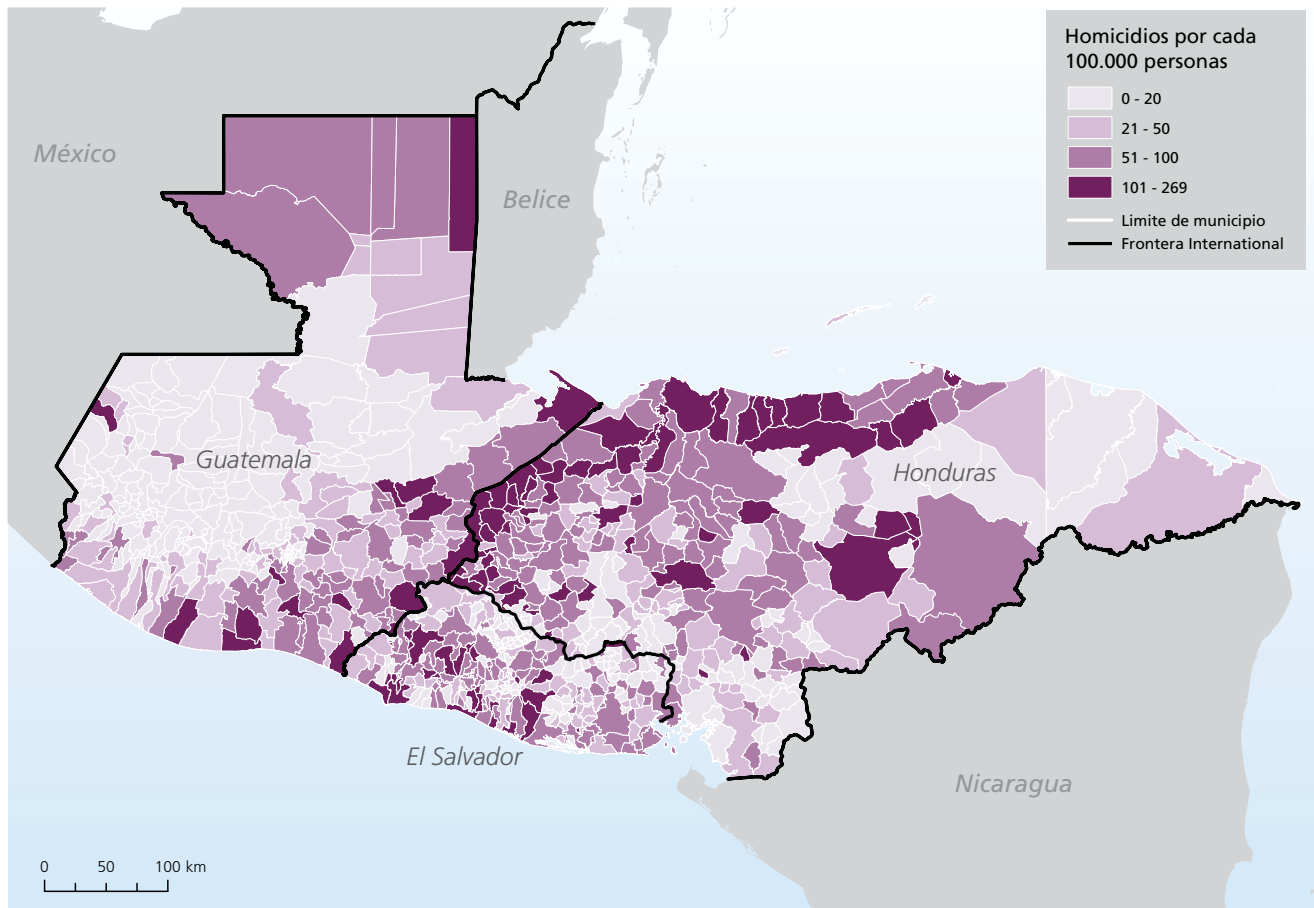 Homicidios por cada
100.000 personas
0 - 20
21 - 50
51 - 100
101 - 269
Limite de municipio
Frontera International
México
Belice
Guatemala
Honduras
El Salvador
Nicaragua
0 50 100 km